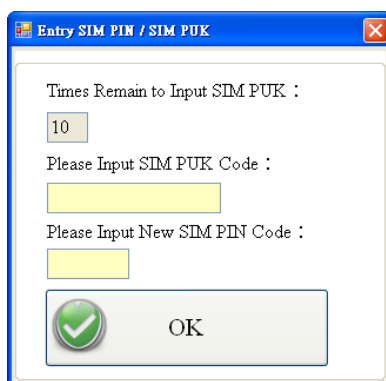 Entry SIM PIN / SIM PUK
Times Remain to Input SIM PUK：
10
Please Input SIM PUK Code：
Please Input New SIM PIN Code：
OK